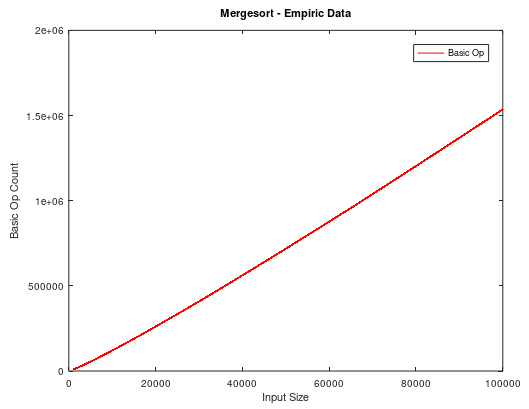 Mergesort - Empiric Data
2e+06
Basic Op
1.5e+06
1e+06
500000
0
Basic Op Count
0 20000 40000 60000 80000 100000
Input Size